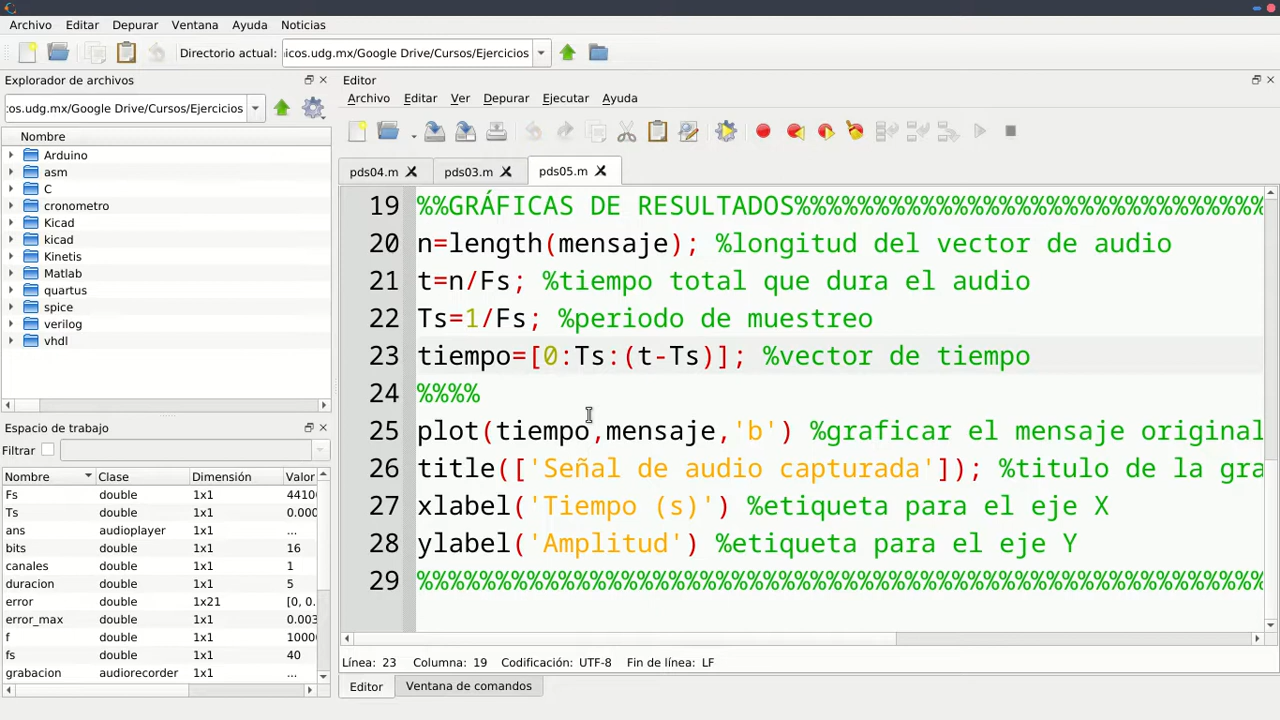 Archivo Editar Depurar Ventana Ayuda Noticias
Directorio actual: icos.udg.mx/Google Drive/Cursos/Ejercicios
Explorador de archivos
:os.udg.mx/Google Drive/Cursos/Ejercicios
Nombre
Arduino
asm
C
cronometro
Kicad
kicad
Kinetis
Matlab
quartus
spice
verilog
vhdl
Espacio de trabajo
Filtrar
Nombre Clase Dimensión Valor
Fs double 1x1 4410
Ts double 1x1 0.000
ans audioplayer ...
bits double 1x1 16
canales double 1x1 1
duracion double 1x1 5
error double 1x21 [0, 0.
error_max double 1x1 0.003
f double 1x1 1000
fs double 1x1 40
grabacion audiorecorder 1x1 ...
Editor
Archivo Editar Ver Depurar Ejecutar Ayuda
pds04.m pds03.m pds05.m
19 %%GRÁFICAS DE RESULTADOS%%%%%%%%%%%%%%%%%%%%%%%%%%%%%%
20 n=length(mensaje); %longitud del vector de audio
21 t=n/Fs; %tiempo total que dura el audio
22 Ts=1/Fs; %periodo de muestreo
23 tiempo=[0:Ts:(t-Ts)]; %vector de tiempo
24 %%%%
25 plot(tiempo,mensaje,'b') %graficar el mensaje original
26 title(['Señal de audio capturada']); %titulo de la gra
27 xlabel('Tiempo (s)') %etiqueta para el eje X
28 ylabel('Amplitud') %etiqueta para el eje Y
29 %%%%%%%%%%%%%%%%%%%%%%%%%%%%%%%%%%%%%%%%%%%%%%%%%%%%%%
Línea: 23 Columna: 19 Codificación: UTF-8 Fin de línea: LF
Editor Ventana de comandos